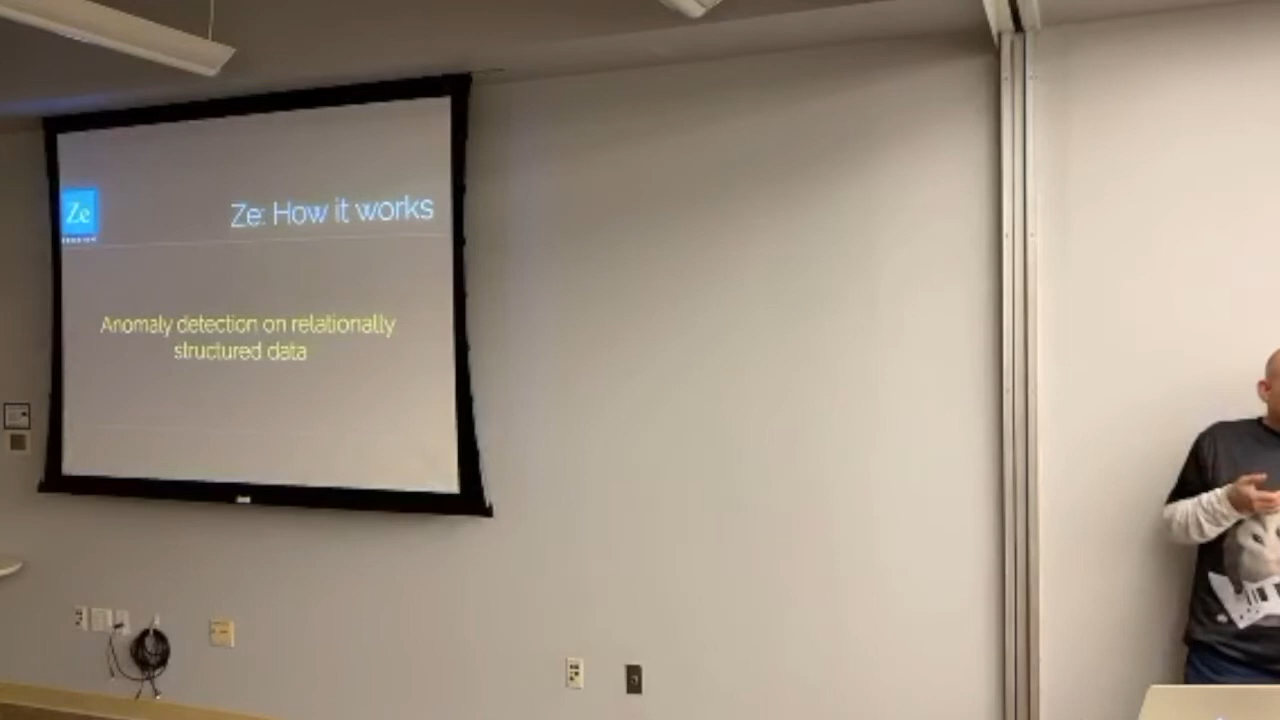 Ze
Ze: How it works
Anomaly detection on relationally
structured data